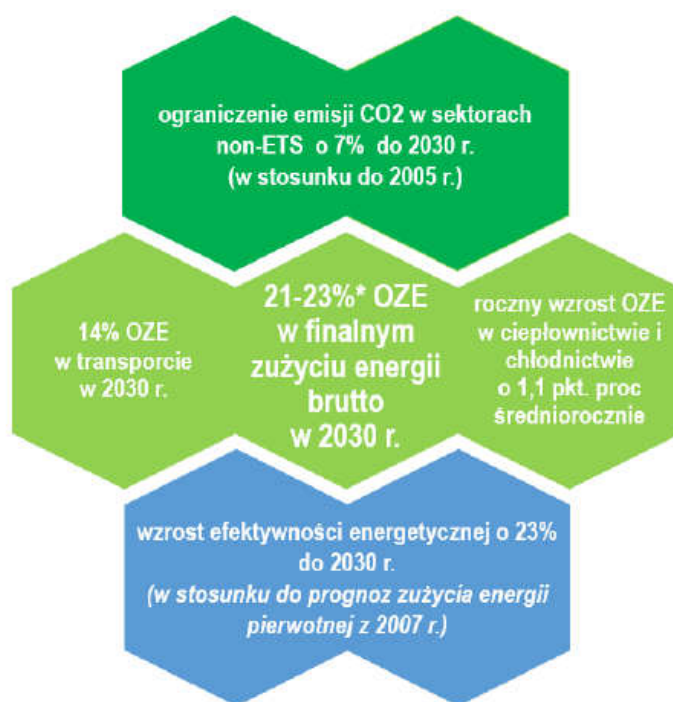 ograniczenie emisji CO2 w sektorach
non-ETS o 7% do 2030 r.
(w stosunku do 2005 r.)
14% OZE
w transporcie
w 2030 r.
21-23%* OZE
w finalnym
zużyciu energii
brutto
w 2030 r.
roczny wzrost OZE
w ciepłownictwie i
chłodnictwie
o 1,1 pkt. proc
średniorocznie
wzrost efektywności energetycznej o 23%
do 2030 r.
(w stosunku do prognoz zużycia energii
pierwotnej z 2007 r.)